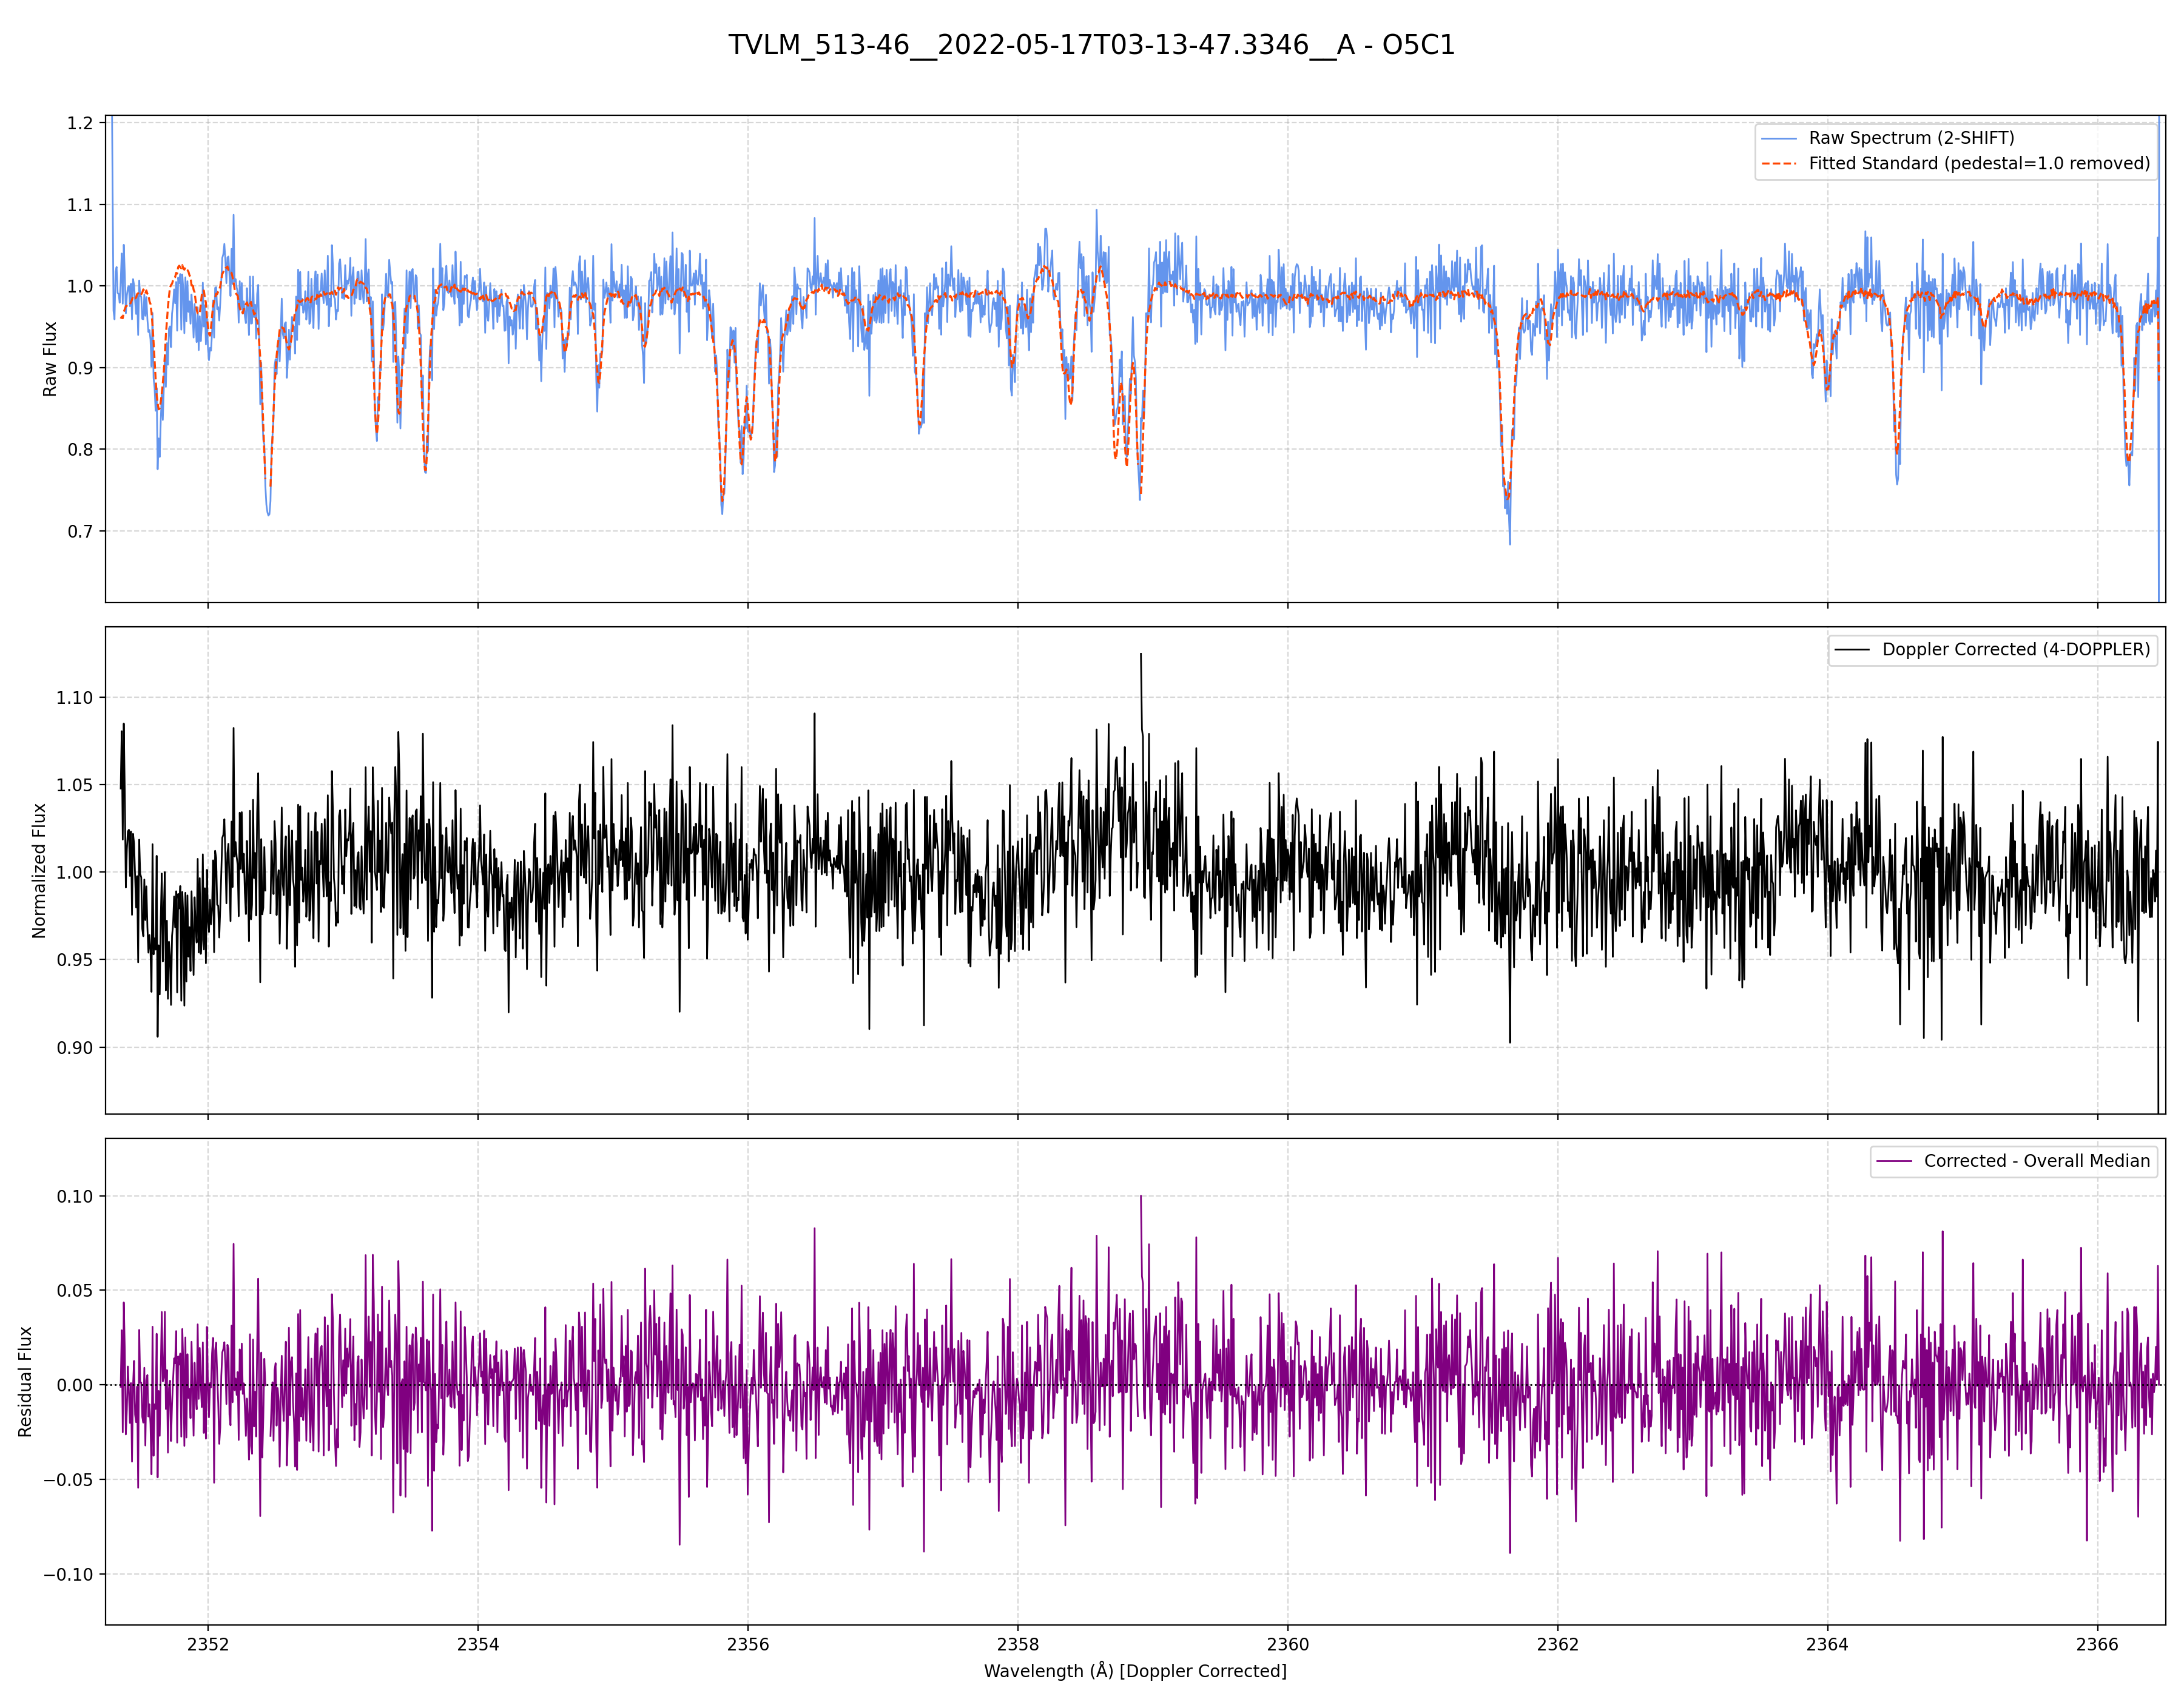 TVLM_513-46__2022-05-17T03-13-47.3346__A - O5C1
Raw Spectrum (2-SHIFT)
Fitted Standard (pedestal=1.0 removed)
Raw Flux
1.2
1.1
1.0
0.9
0.8
0.7
Doppler Corrected (4-DOPPLER)
Normalized Flux
1.10
1.05
1.00
0.95
0.90
Corrected - Overall Median
Residual Flux
0.10
0.05
0.00
−0.05
−0.10
2352 2354 2356 2358 2360 2362 2364 2366
Wavelength (Å) [Doppler Corrected]